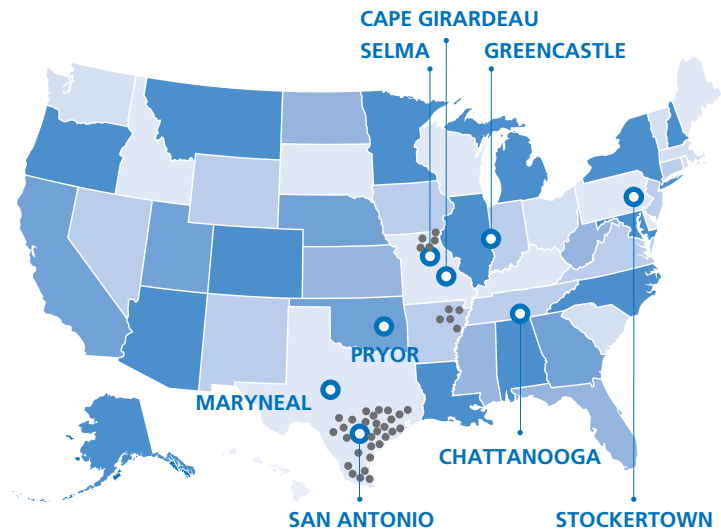 CAPE GIRARDEAU
SELMA
GREENCASTLE
PRYOR
MARYNEAL
CHATTANOOGA
SAN ANTONIO
STOCKERTOWN